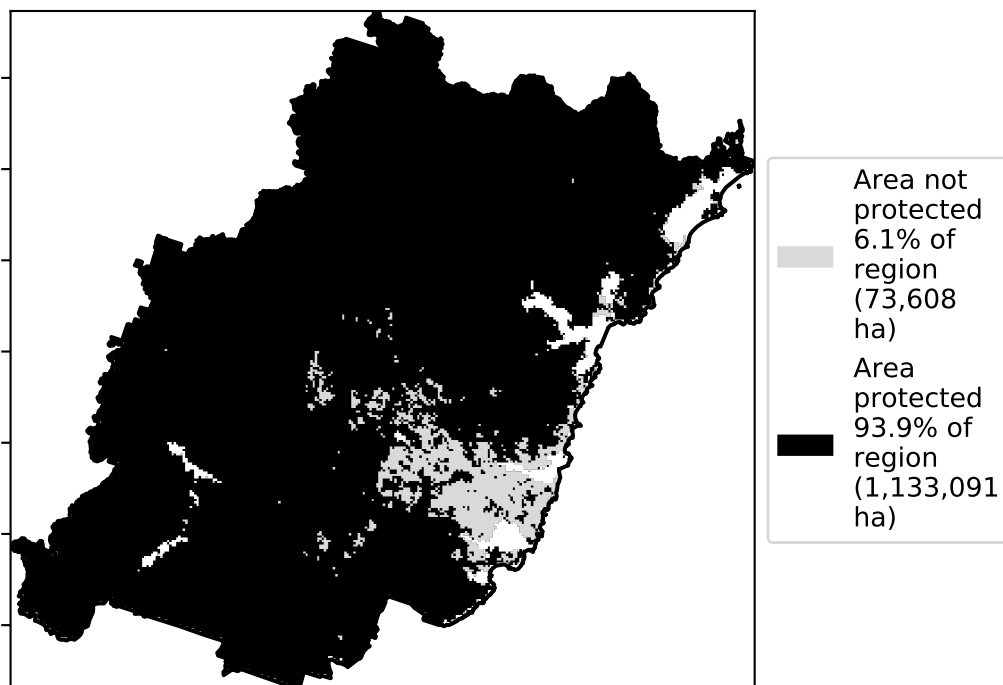 Area not
protected
6.1% of
region
(73,608
ha)
Area
protected
93.9% of
region
(1,133,091
ha)